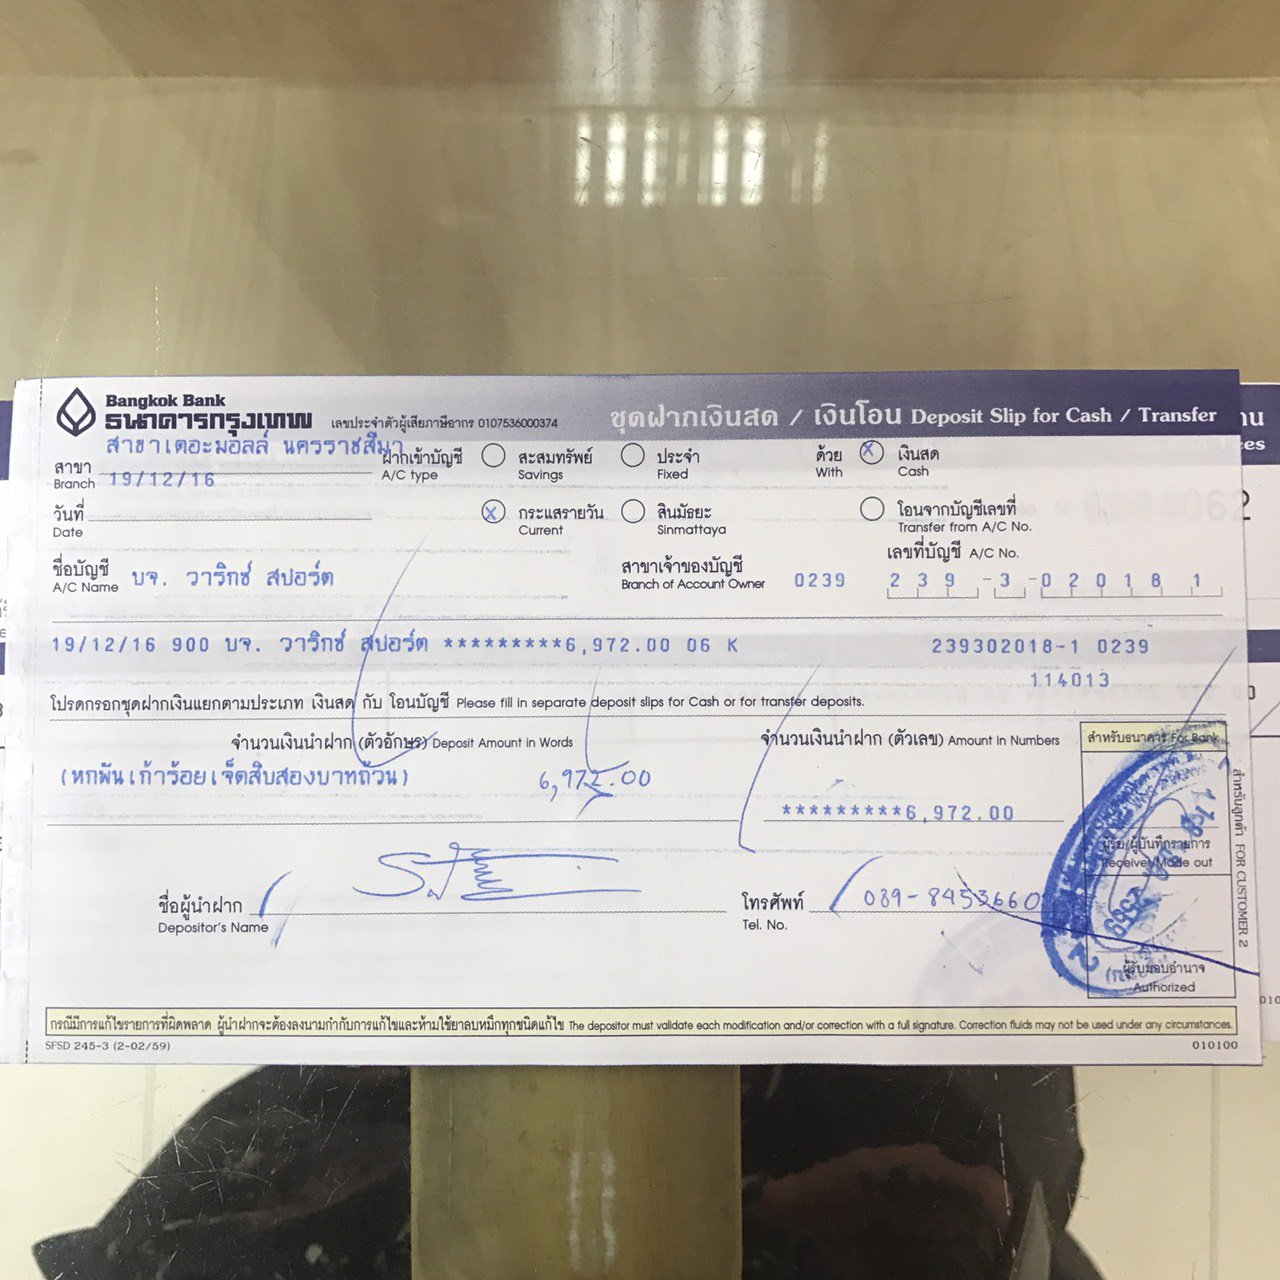 Bangkok Bank
ธนาคารกรุงเทพ เลขประจำตัวผู้เสียภาษีอากร 0107536000374 ชุดฝากเงินสด / เงินโอน Deposit Slip for Cash / Transfer
สาขาเดอะมอลล์ นครราชสีมา
สาขา
Branch
19/12/16
ฝากเข้าบัญชี
A/C type
สะสมทรัพย์
Savings
ประจำ
Fixed
ด้วย
With
x เงินสด
Cash
วันที่
Date
x กระแสรายวัน
Current
สินมัธยะ
Sinmattaya
โอนจากบัญชีเลขที่
Transfer from A/C No.
ชื่อบัญชี
A/C Name
บจ. วาริทซ์ สปอร์ต
สาขาเจ้าของบัญชี
Branch of Account Owner
0239
เลขที่บัญชี A/C No.
239-3-020181
19/12/16 900 บจ. วาริทซ์ สปอร์ต *********6,972.00 06 K 239302018-1 0239
114013
โปรดกรอกชุดฝากเงินแยกตามประเภท เงินสด กับ โอนบัญชี Please fill in separate deposit slips for Cash or for transfer deposits.
จำนวนเงินนำฝาก (ตัวอักษร) Deposit Amount in Words
จำนวนเงินนำฝาก (ตัวเลข) Amount in Numbers
สำหรับธนาคาร For Bank
(หกพันเก้าร้อยเจ็ดสิบสองบาทถ้วน) 6,972.00
*********6,972.00
ผู้รับ/ผู้บันทึกรายการ
Receiver/Made out
ชื่อผู้นำฝาก
Depositor's Name
โทรศัพท์
Tel. No.
089-8453660
ผู้รับมอบอำนาจ
Authorized
สำหรับลูกค้า FOR CUSTOMER 2
กรณีมีการแก้ไขรายการที่ผิดพลาด ผู้นำฝากจะต้องลงนามกำกับการแก้ไขและห้ามใช้ยาลบหมึกทุกชนิดแก้ไข The depositor must validate each modification and/or correction with a full signature. Correction fluids may not be used under any circumstances.
SFSD 245-3 (2-02/59) 010100